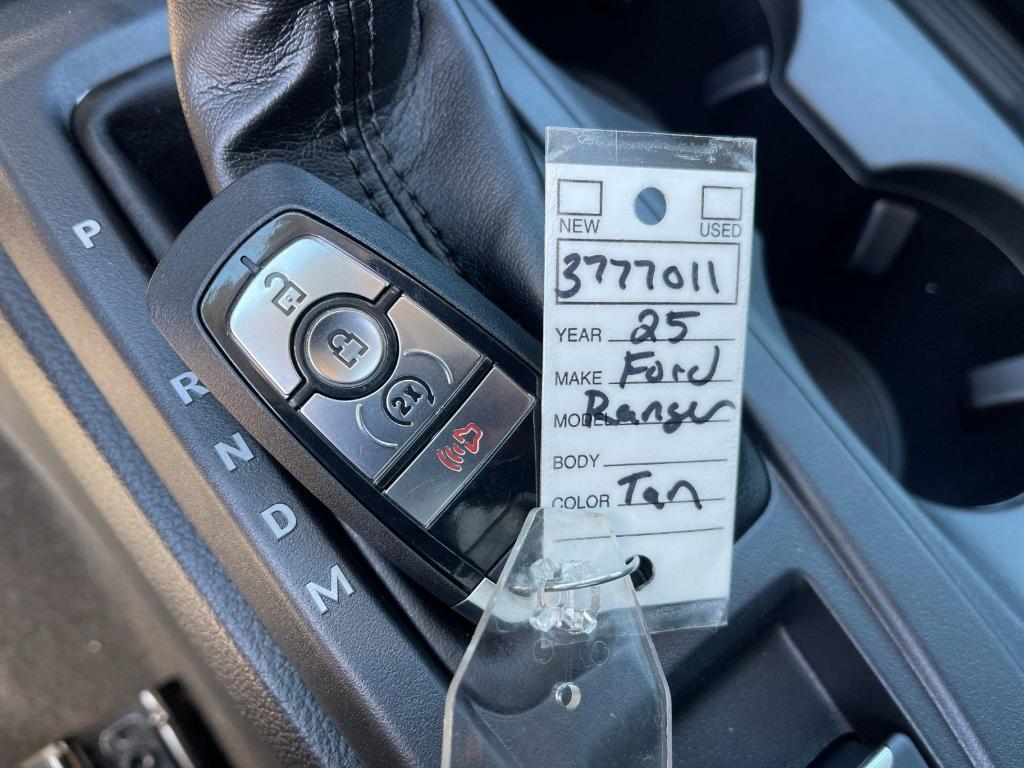 P
R
N
D
M
2x
NEW USED
3777011
YEAR 25
MAKE Ford
MODEL Ranger
BODY
COLOR Tan